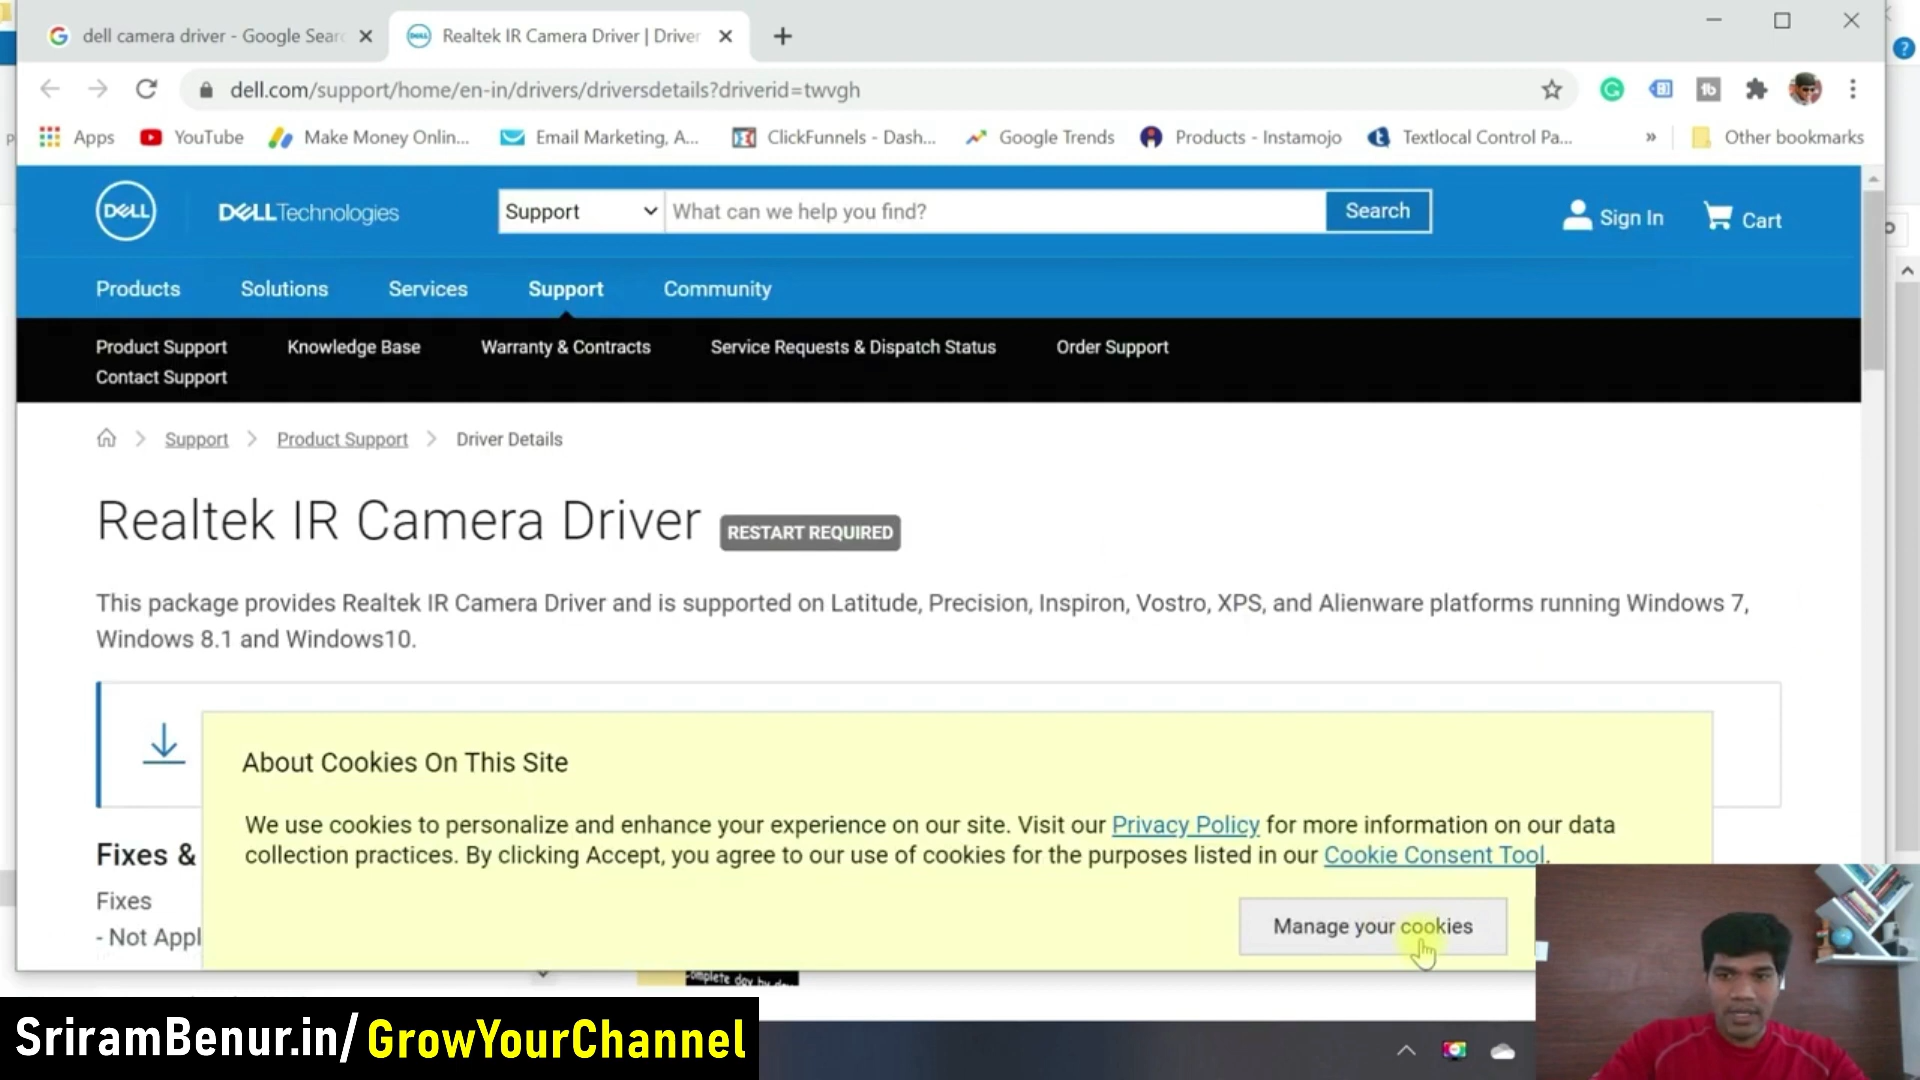 dell camera driver - Google Sear
Realtek IR Camera Driver | Driver
dell.com/support/home/en-in/drivers/driversdetails?driverid=twvgh
Apps
YouTube
Make Money Onlin...
Email Marketing, A...
ClickFunnels - Dash...
Google Trends
Products - Instamojo
Textlocal Control Pa...
»
Other bookmarks
DELL
DELL Technologies
Support
What can we help you find?
Search
Sign In
Cart
Products
Solutions
Services
Support
Community
Product Support
Knowledge Base
Warranty & Contracts
Service Requests & Dispatch Status
Order Support
Contact Support
Support
Product Support
Driver Details
Realtek IR Camera Driver
RESTART REQUIRED
This package provides Realtek IR Camera Driver and is supported on Latitude, Precision, Inspiron, Vostro, XPS, and Alienware platforms running Windows 7,
Windows 8.1 and Windows10.
About Cookies On This Site
We use cookies to personalize and enhance your experience on our site. Visit our Privacy Policy for more information on our data
collection practices. By clicking Accept, you agree to our use of cookies for the purposes listed in our Cookie Consent Tool.
Manage your cookies
Fixes &
Fixes
- Not Appl
complete day by da
SriramBenur.in/GrowYourChannel